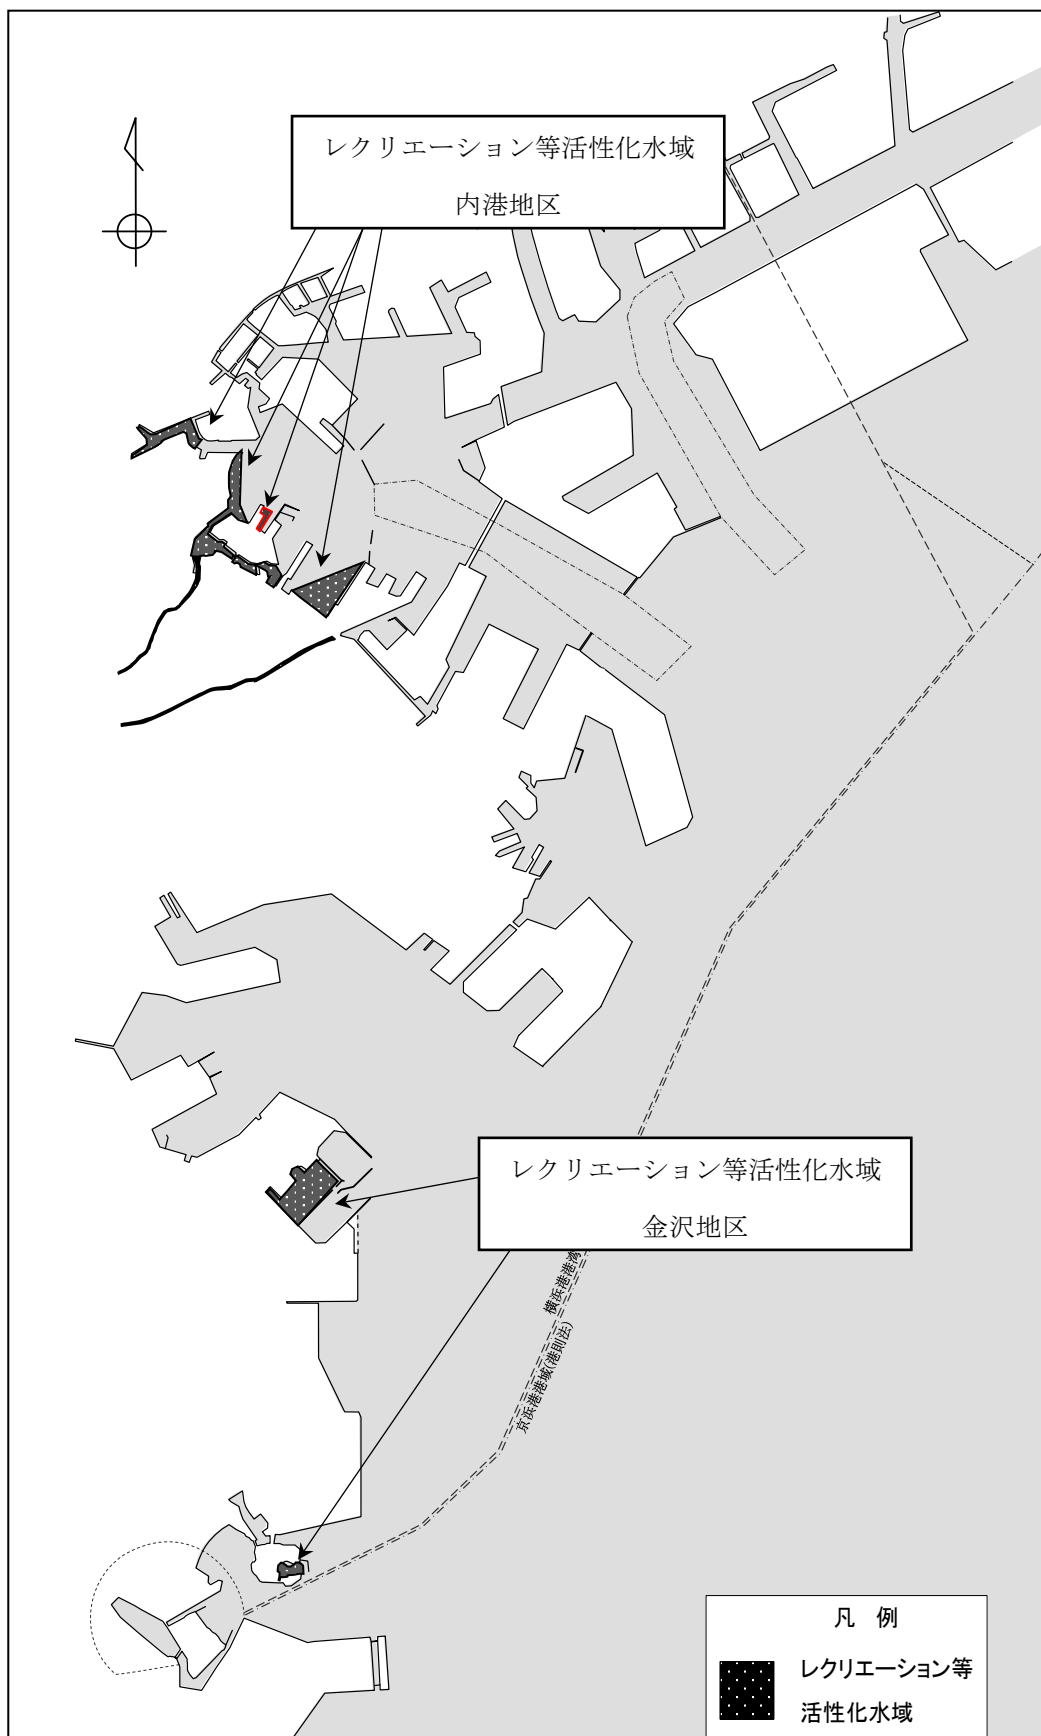 レクリエーション等活性化水域
内港地区
レクリエーション等活性化水域
金沢地区
横浜港港湾
京浜港港域(港則法)
凡 例
レクリエーション等
活性化水域